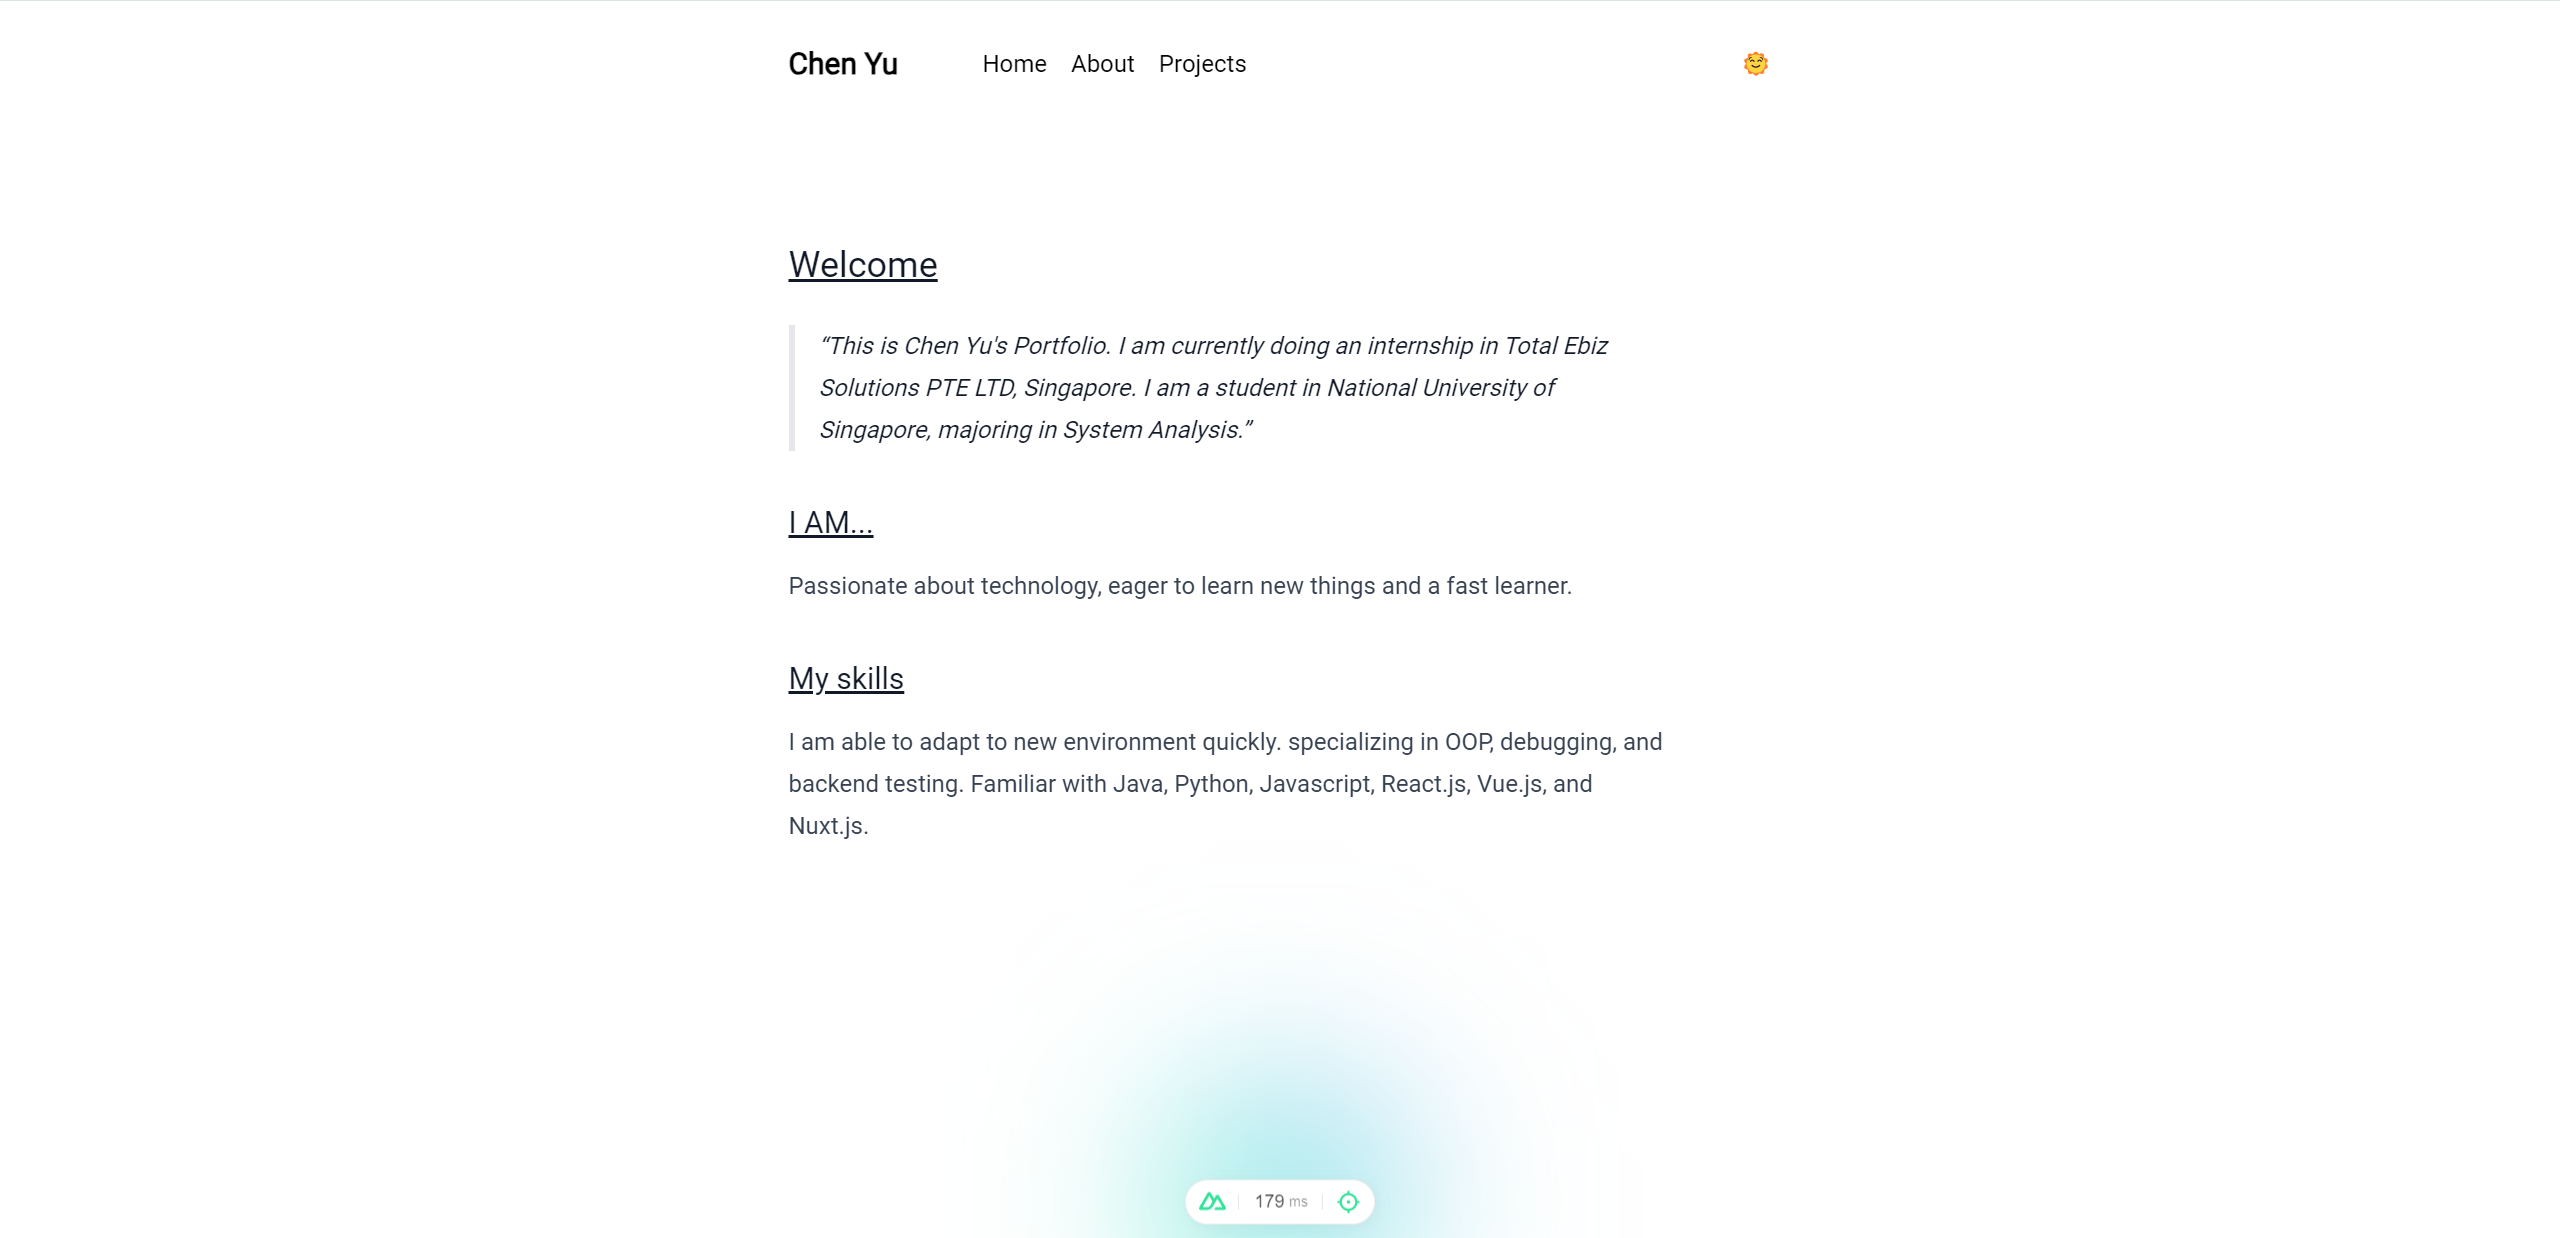 Chen Yu
Home
About
Projects
Welcome
“This is Chen Yu's Portfolio. I am currently doing an internship in Total Ebiz
Solutions PTE LTD, Singapore. I am a student in National University of
Singapore, majoring in System Analysis.”
I AM...
Passionate about technology, eager to learn new things and a fast learner.
My skills
I am able to adapt to new environment quickly. specializing in OOP, debugging, and
backend testing. Familiar with Java, Python, Javascript, React.js, Vue.js, and
Nuxt.js.
179 ms